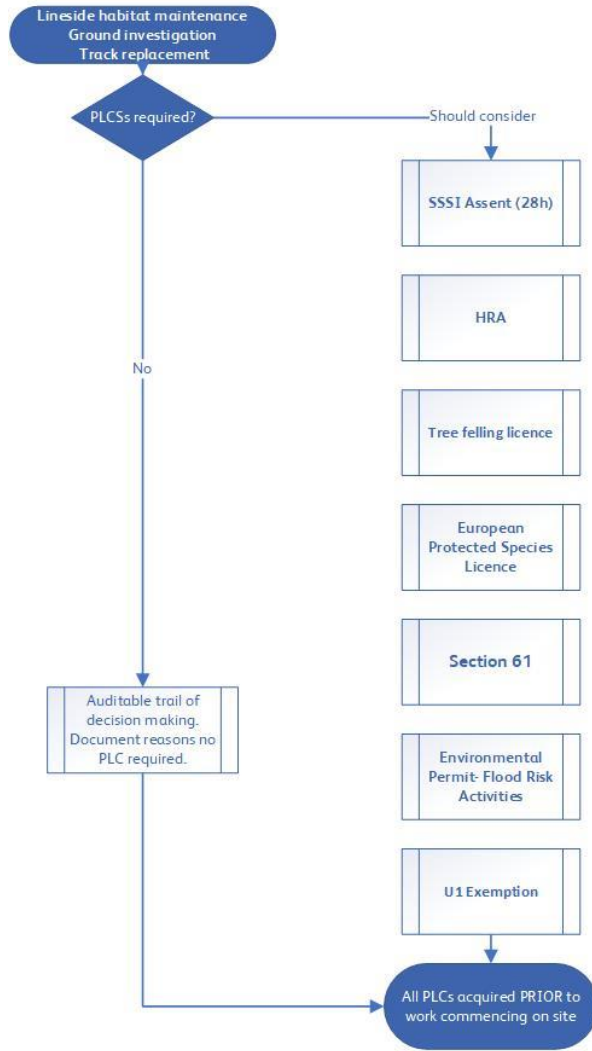 Lineside habitat maintenance
Ground investigation
Track replacement
PLCSs required?
Should consider
SSSI Assent (28h)
HRA
No
Tree felling licence
European
Protected Species
Licence
Section 61
Auditable trail of
decision making.
Document reasons no
PLC required.
Environmental
Permit- Flood Risk
Activities
U1 Exemption
All PLCs acquired PRIOR to
work commencing on site